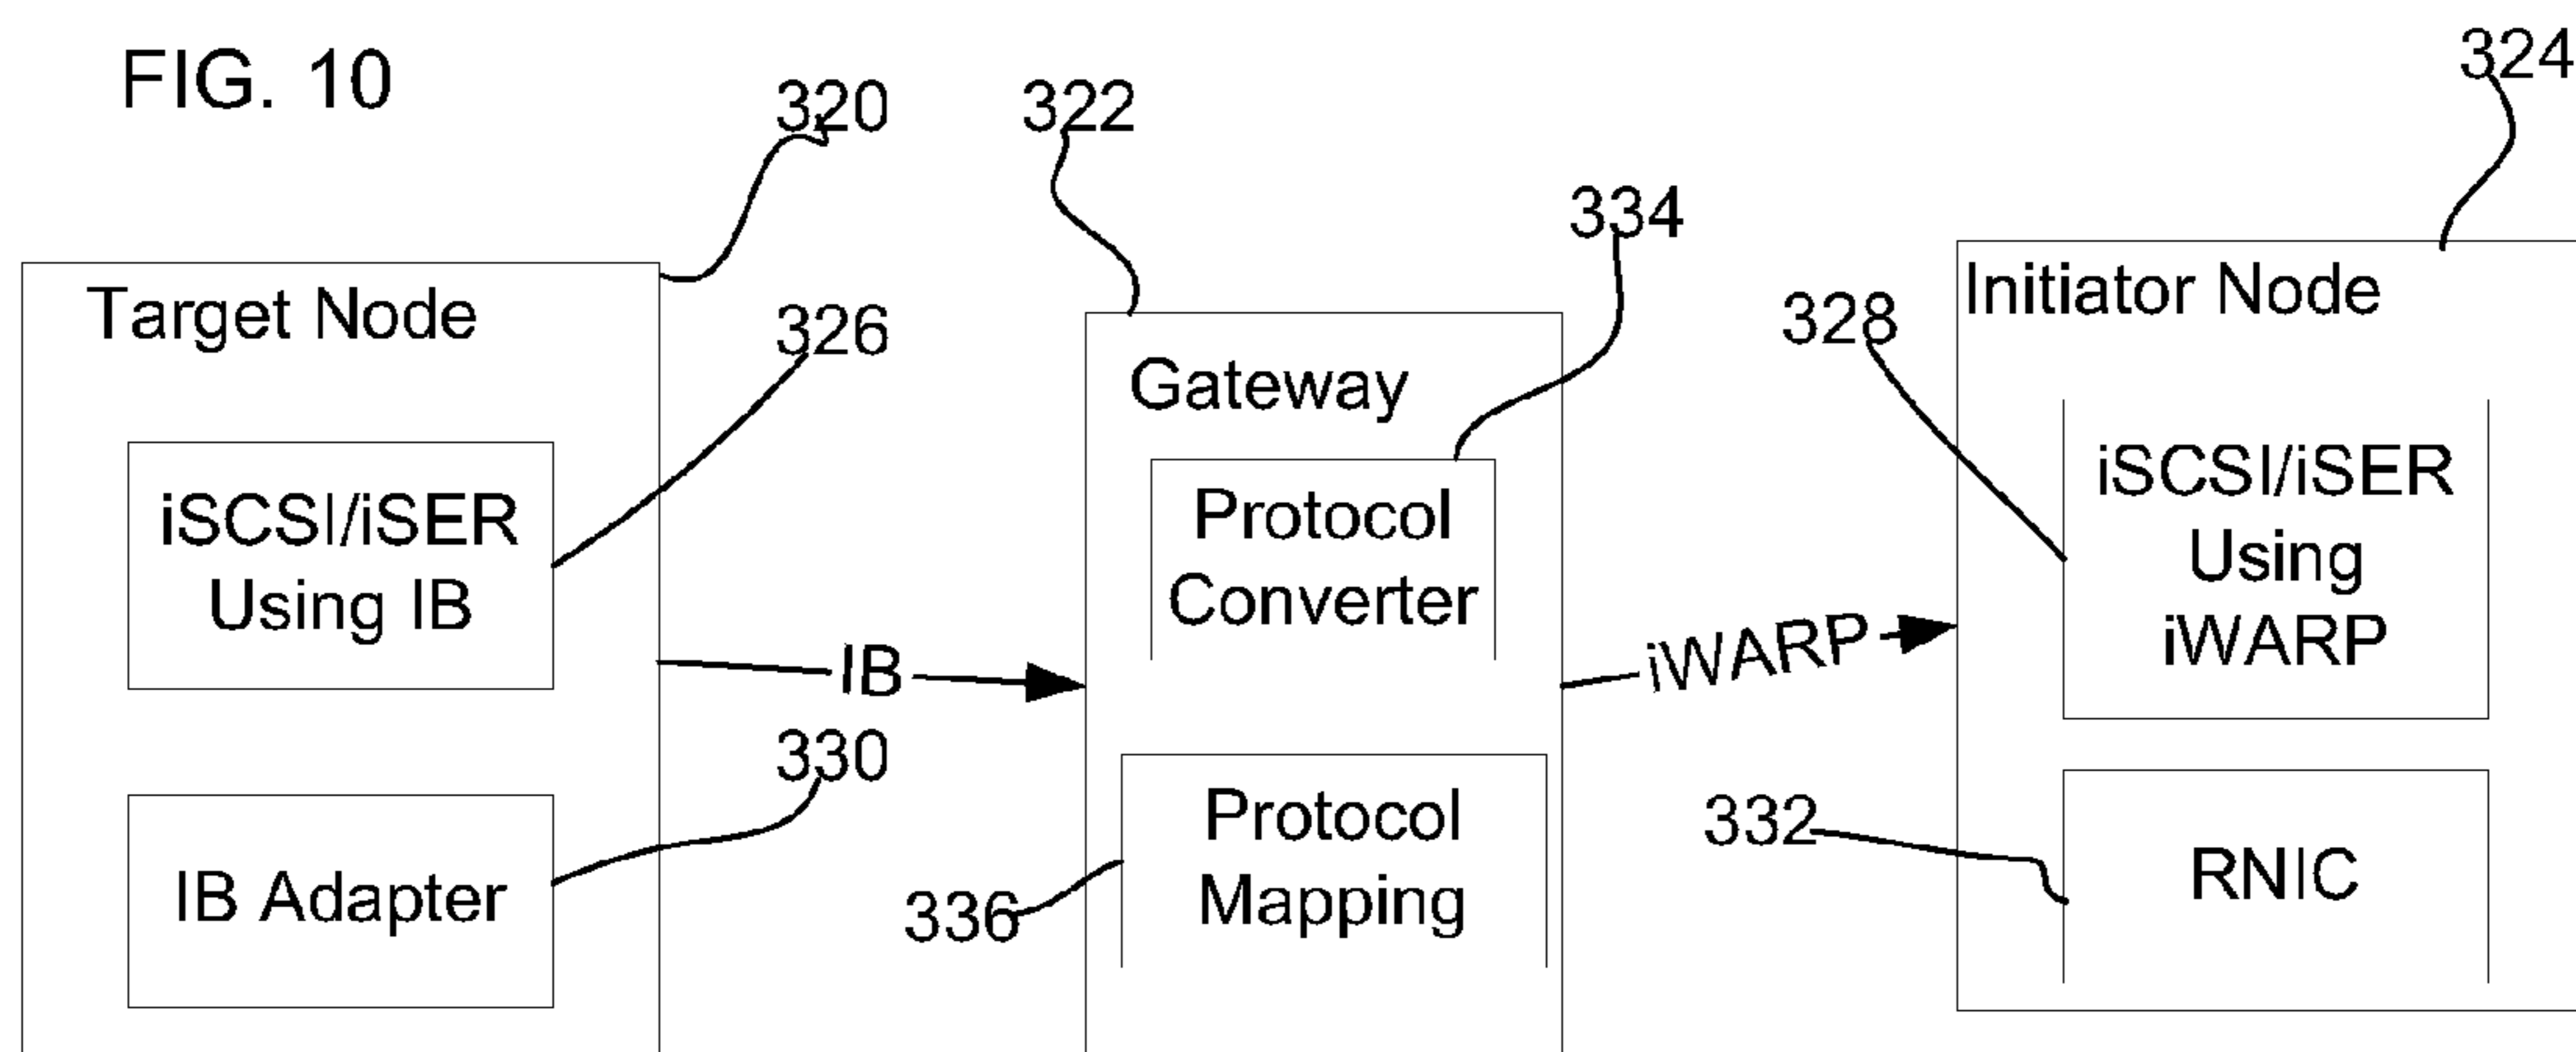 FIG. 10
320
322
324
334
Target Node
326
iSCSI/iSER
Using IB
IB
330
IB Adapter
Gateway
Protocol
Converter
Protocol
Mapping
336
iWARP
Initiator Node
328
iSCSI/iSER
Using
iWARP
332
RNIC